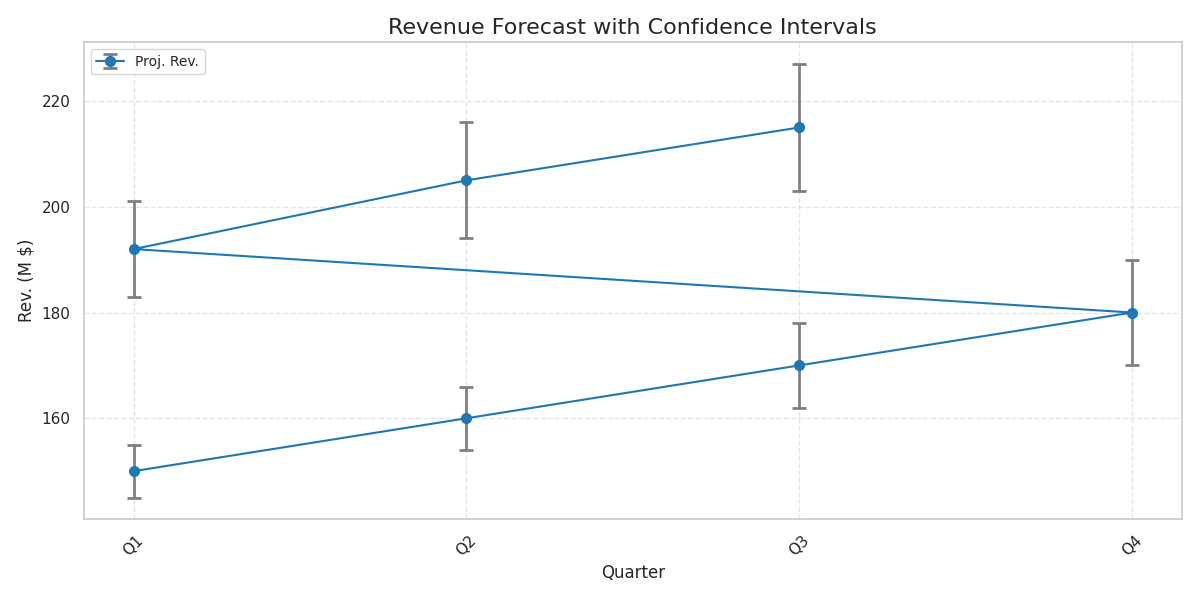 Revenue Forecast with Confidence Intervals
Proj. Rev.
220
200
180
160
Rev. (M $)
Q1
Q2
Q3
Q4
Quarter